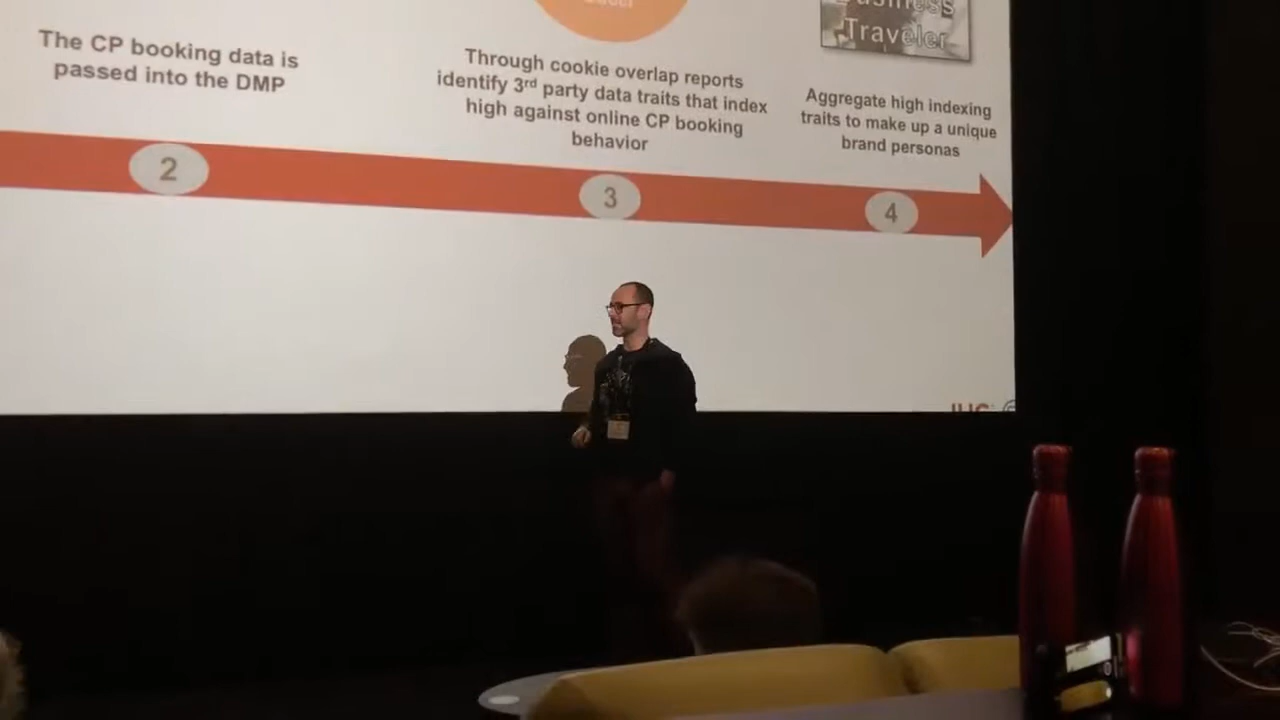 Business
Traveler
The CP booking data is
passed into the DMP
Through cookie overlap reports
identify 3rd party data traits that index
high against online CP booking
behavior
Aggregate high indexing
traits to make up a unique
brand personas
2
3
4